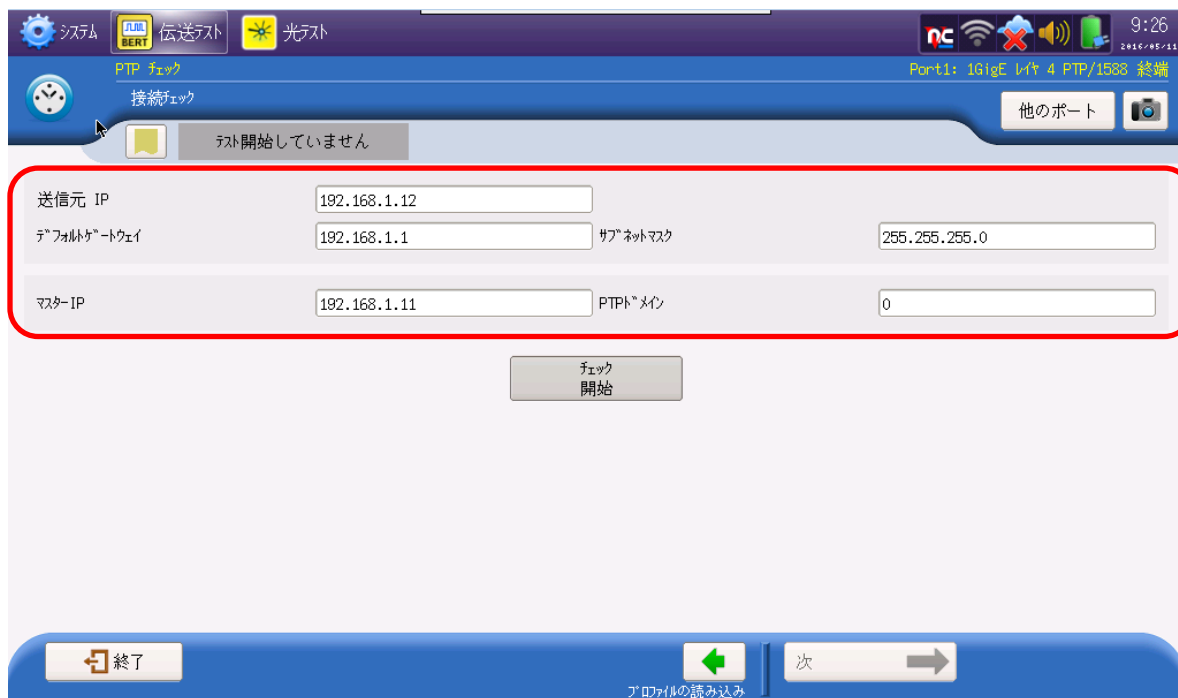 システム BERT 伝送テスト 光テスト 9:26
2016/05/11
PTP チェック Port1: 1GigE レイヤ 4 PTP/1588 終端
接続チェック 他のポート
テスト開始していません
送信元 IP 192.168.1.12
デフォルトゲートウェイ 192.168.1.1 サブネットマスク 255.255.255.0
マスターIP 192.168.1.11 PTPドメイン 0
チェック
開始
終了 次
プロファイルの読み込み